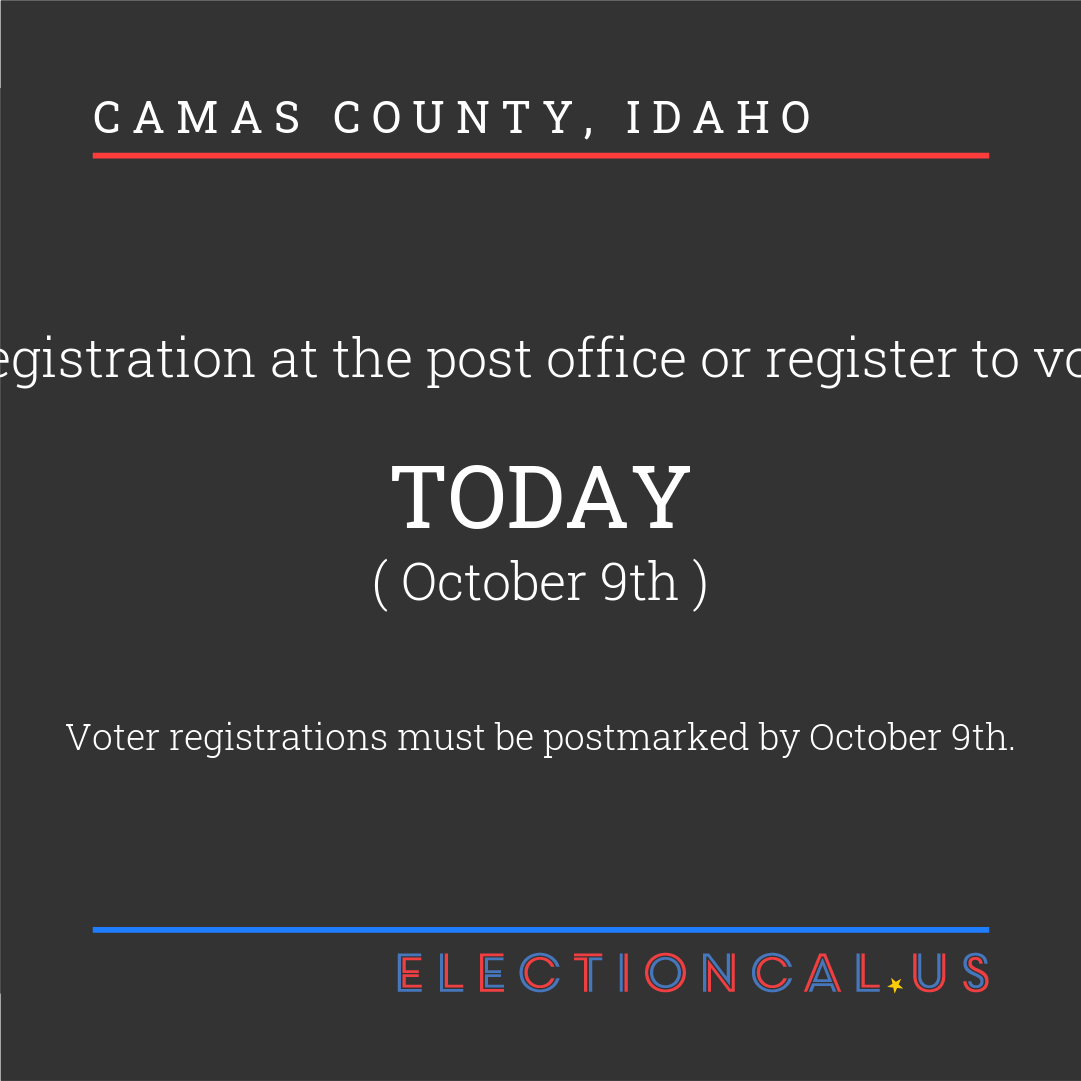 CAMAS COUNTY, IDAHO
egistration at the post office or register to vo
TODAY
( October 9th )
Voter registrations must be postmarked by October 9th.
ELECTIONCAL.US